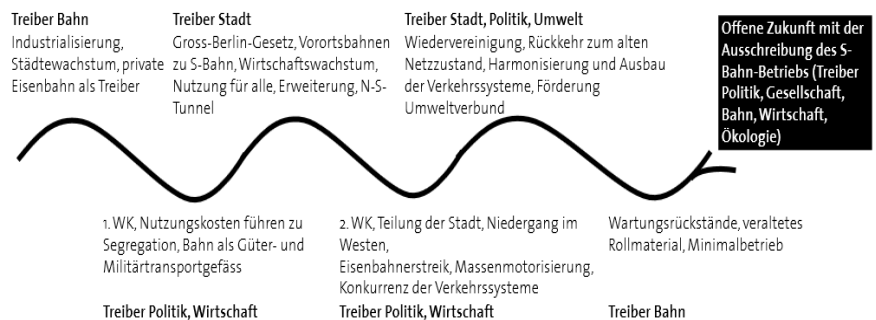 Treiber Bahn
Industrialisierung,
Städtewachstum, private
Eisenbahn als Treiber
Treiber Stadt
Gross-Berlin-Gesetz, Vorortsbahnen
zu S-Bahn, Wirtschaftswachstum,
Nutzung für alle, Erweiterung, N-S-
Tunnel
Treiber Stadt, Politik, Umwelt
Wiedervereinigung, Rückkehr zum alten
Netzzustand, Harmonisierung und Ausbau
der Verkehrssysteme, Förderung
Umweltverbund
Offene Zukunft mit der
Ausschreibung des S-
Bahn-Betriebs (Treiber
Politik, Gesellschaft,
Bahn, Wirtschaft,
Ökologie)
1. WK, Nutzungskosten führen zu
Segregation, Bahn als Güter- und
Militärtransportgefäss
Treiber Politik, Wirtschaft
2. WK, Teilung der Stadt, Niedergang im
Westen,
Eisenbahnerstreik, Massenmotorisierung,
Konkurrenz der Verkehrssysteme
Treiber Politik, Wirtschaft
Wartungsrückstände, veraltetes
Rollmaterial, Minimalbetrieb
Treiber Bahn